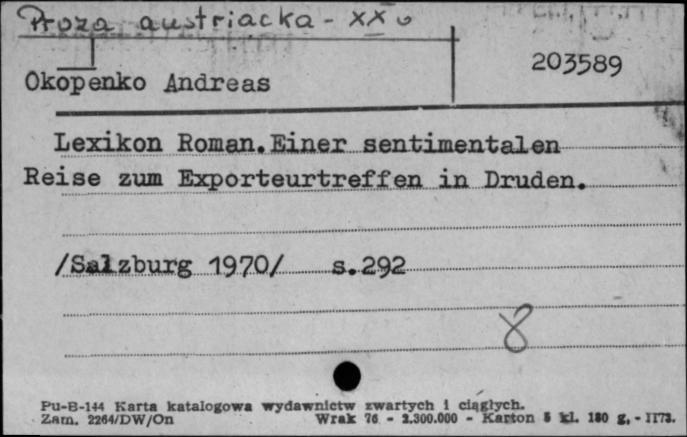 Proza austriacka - XX w
203589
Okopenko Andreas
Lexikon Roman. Einer sentimentalen
Reise zum Exporteurtreffen in Druden.
/Salzburg 1970/ s.292
8
Pu-B-144 Karta katalogowa wydawnictw zwartych i ciągłych.
Zam. 2264/DW/On Wrak 76 - 2.300.000 - Karton 5 kl. 180 g. - II73.